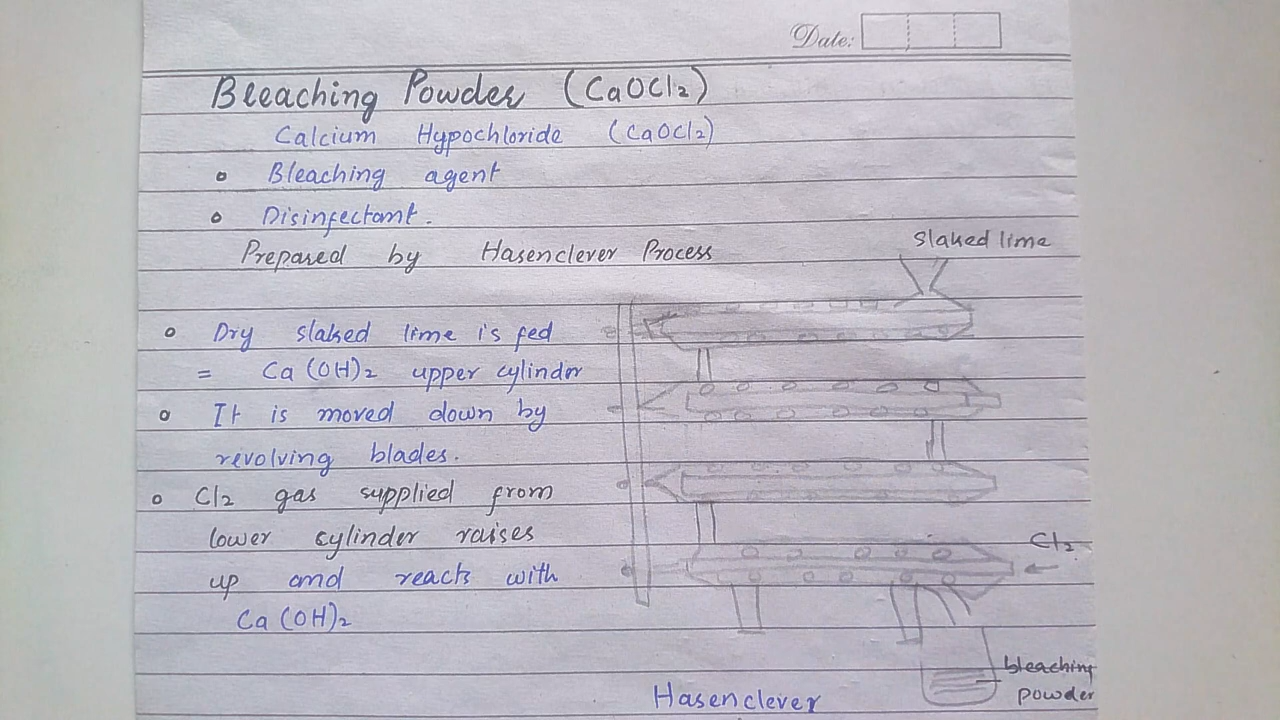 Date:
Bleaching Powder (CaOCl2)
Calcium Hypochloride (CaOCl2)
Bleaching agent
Disinfectant.
Prepared by Hasenclever Process
Slaked lime
Dry slaked lime is fed
= Ca(OH)2 upper cylinder
It is moved down by
revolving blades.
Cl2 gas supplied from
lower cylinder raises
up and reacts with
Ca(OH)2
Cl2
bleaching
powder
Hasenclever